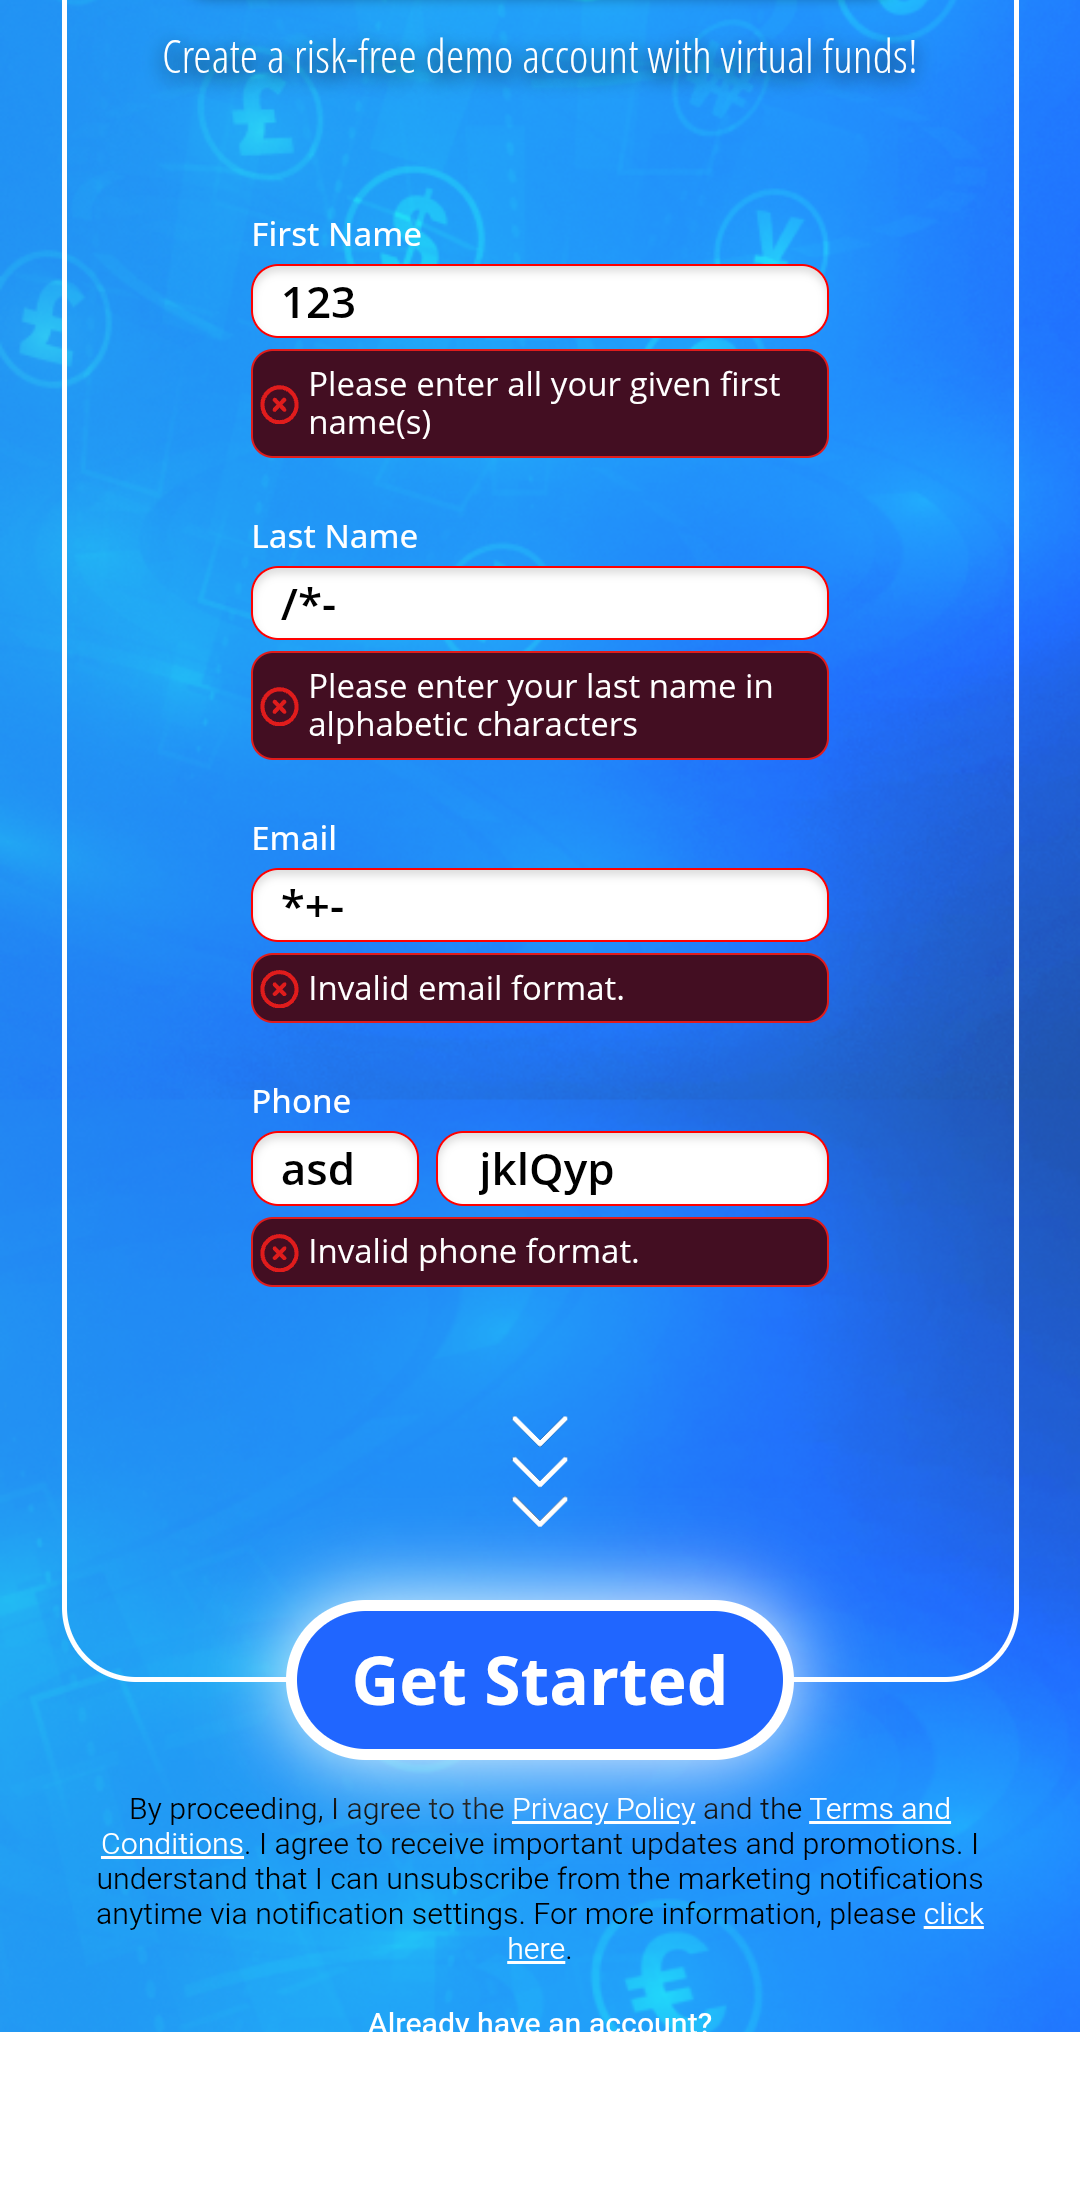 Create a risk-free demo account with virtual funds!
First Name
123
Please enter all your given first
name(s)
Last Name
/*-
Please enter your last name in
alphabetic characters
Email
*+-
Invalid email format.
Phone
asd jklQyp
Invalid phone format.
Get Started
By proceeding, I agree to the Privacy Policy and the Terms and
Conditions. I agree to receive important updates and promotions. I
understand that I can unsubscribe from the marketing notifications
anytime via notification settings. For more information, please click
here.
Already have an account?